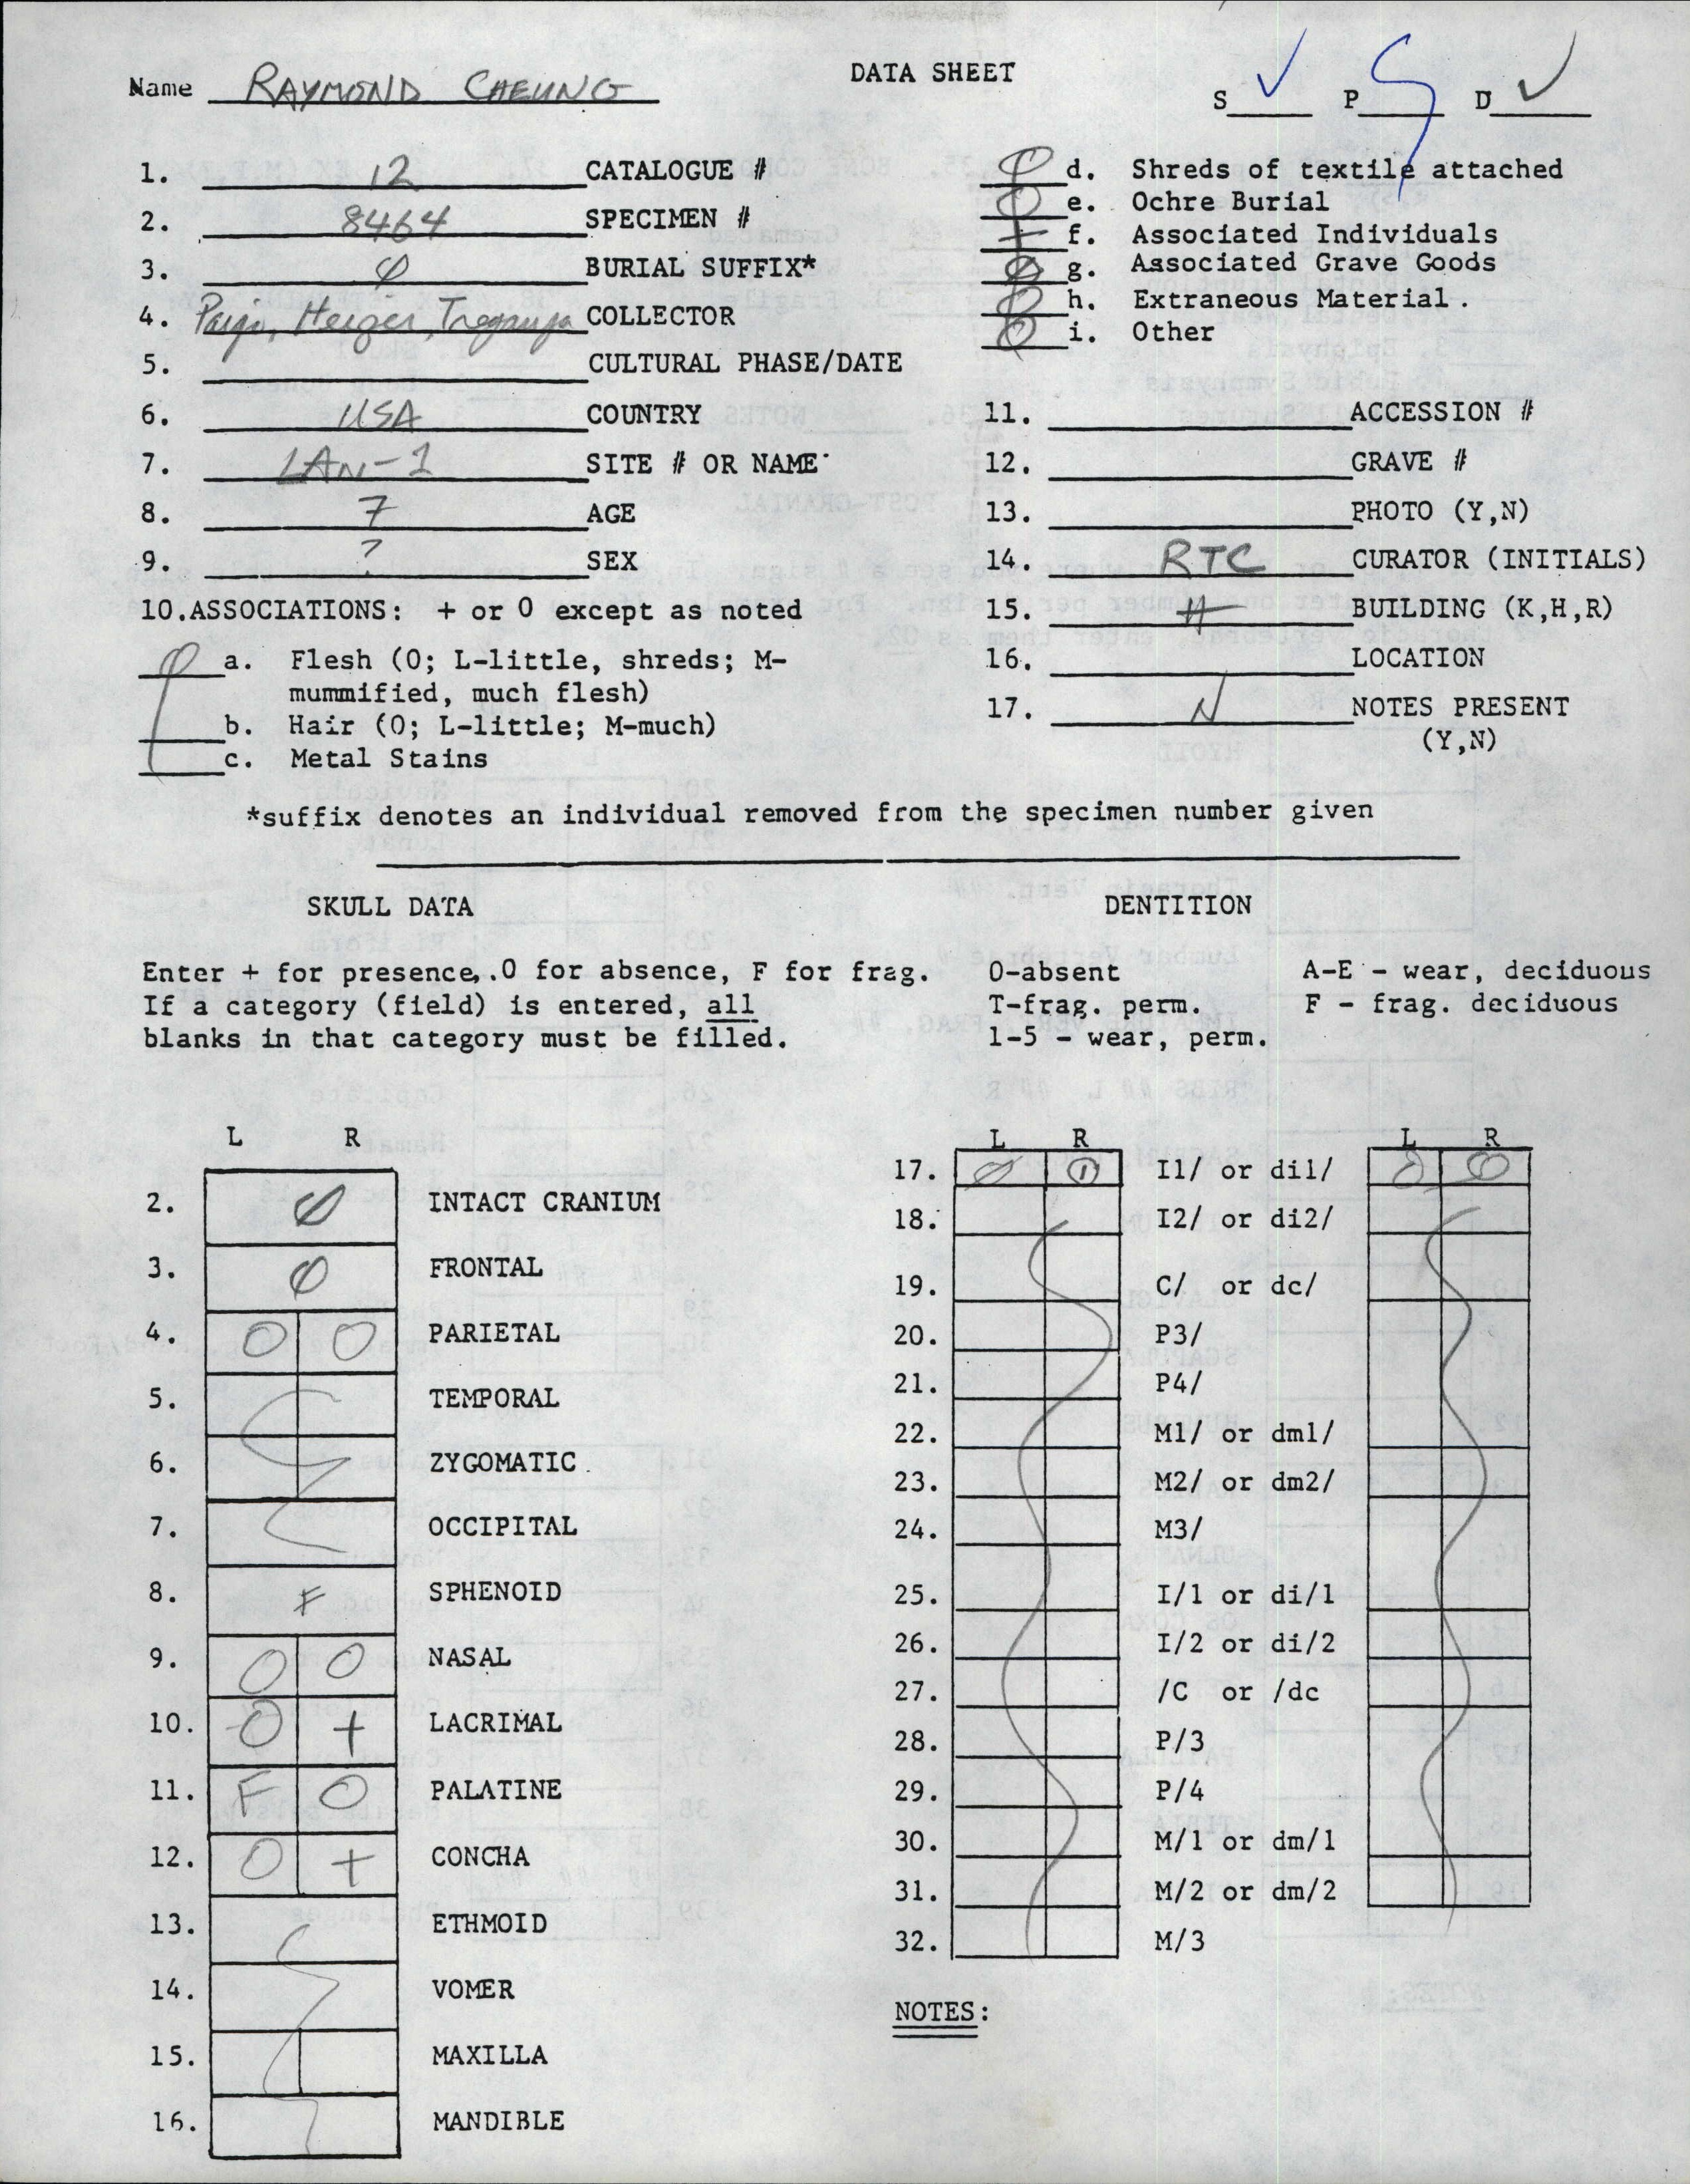 DATA SHEET
Name RAYMOND CHEUNG
S ✓ P D ✓
1. 12 CATALOGUE #
2. 8464 SPECIMEN #
3. 0 BURIAL SUFFIX*
4. Heizer, COLLECTOR
5. CULTURAL PHASE/DATE
6. USA COUNTRY
7. LAN-1 SITE # OR NAME
8. 7 AGE
9. ? SEX
10.ASSOCIATIONS: + or 0 except as noted
0 a. Flesh (0; L-little, shreds; M-
mummified, much flesh)
b. Hair (0; L-little; M-much)
c. Metal Stains
0 d. Shreds of textile attached
0 e. Ochre Burial
+ f. Associated Individuals
0 g. Associated Grave Goods
0 h. Extraneous Material.
0 i. Other
11. ACCESSION #
12. GRAVE #
13. PHOTO (Y,N)
14. RTC CURATOR (INITIALS)
15. H BUILDING (K,H,R)
16. LOCATION
17. N NOTES PRESENT
(Y,N)
*suffix denotes an individual removed from the specimen number given
SKULL DATA
Enter + for presence, 0 for absence, F for frag.
If a category (field) is entered, all
blanks in that category must be filled.
L R
2. 0 INTACT CRANIUM
3. 0 FRONTAL
4. 0 0 PARIETAL
5. TEMPORAL
6. ZYGOMATIC
7. OCCIPITAL
8. F SPHENOID
9. 0 0 NASAL
10. 0 + LACRIMAL
11. F 0 PALATINE
12. 0 + CONCHA
13. ETHMOID
14. VOMER
15. MAXILLA
16. MANDIBLE
DENTITION
0-absent A-E - wear, deciduous
T-frag. perm. F - frag. deciduous
1-5 - wear, perm.
L R L R
17. 0 I1/ or di1/ 0 0
18. I2/ or di2/
19. C/ or dc/
20. P3/
21. P4/
22. M1/ or dm1/
23. M2/ or dm2/
24. M3/
25. I/1 or di/1
26. I/2 or di/2
27. /C or /dc
28. P/3
29. P/4
30. M/1 or dm/1
31. M/2 or dm/2
32. M/3
NOTES: